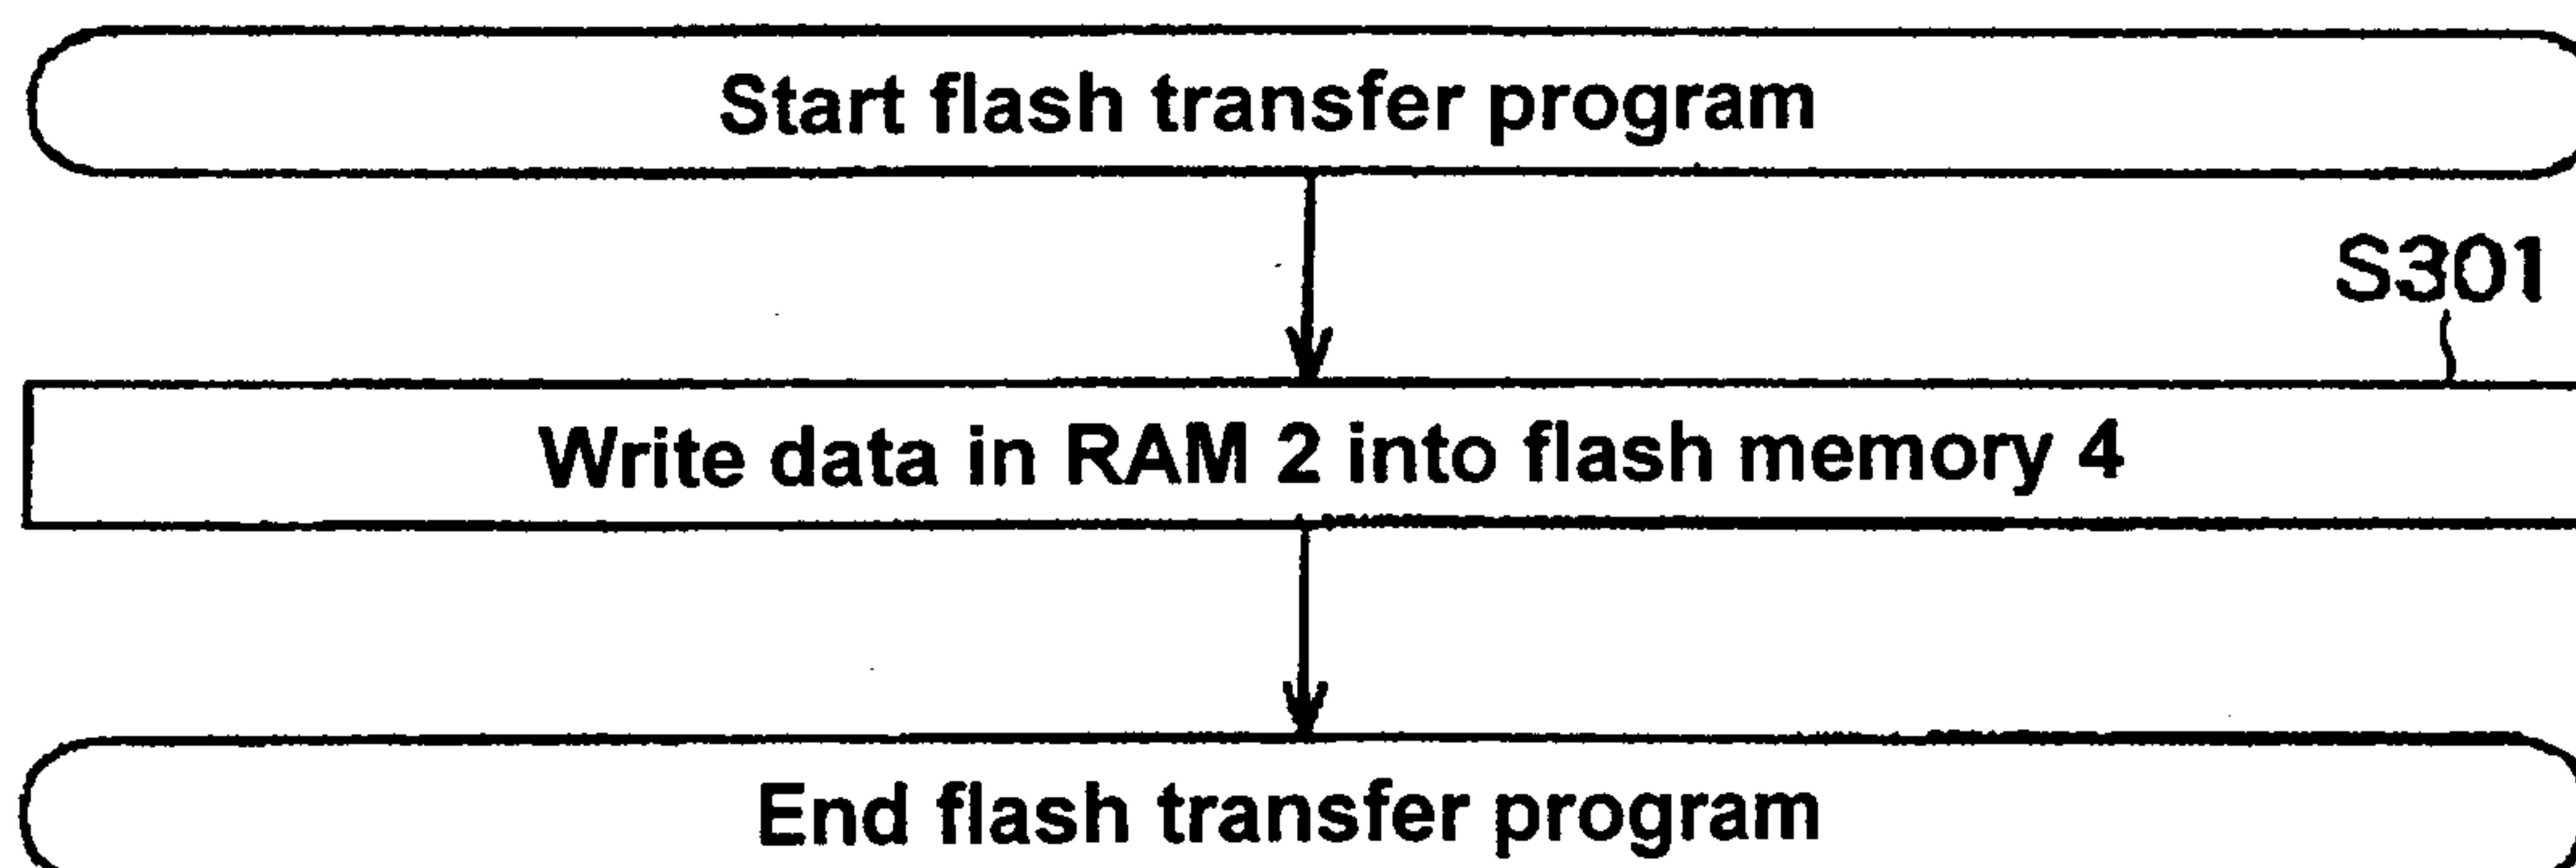 Start flash transfer program
S301
Write data in RAM 2 into flash memory 4
End flash transfer program